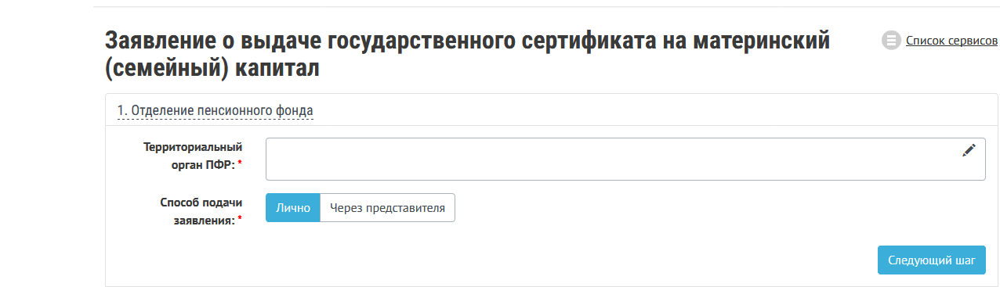 Заявление о выдаче государственного сертификата на материнский
(семейный) капитал
Список сервисов
1. Отделение пенсионного фонда
Территориальный
орган ПФР: *
Способ подачи
заявления: *
Лично
Через представителя
Следующий шаг